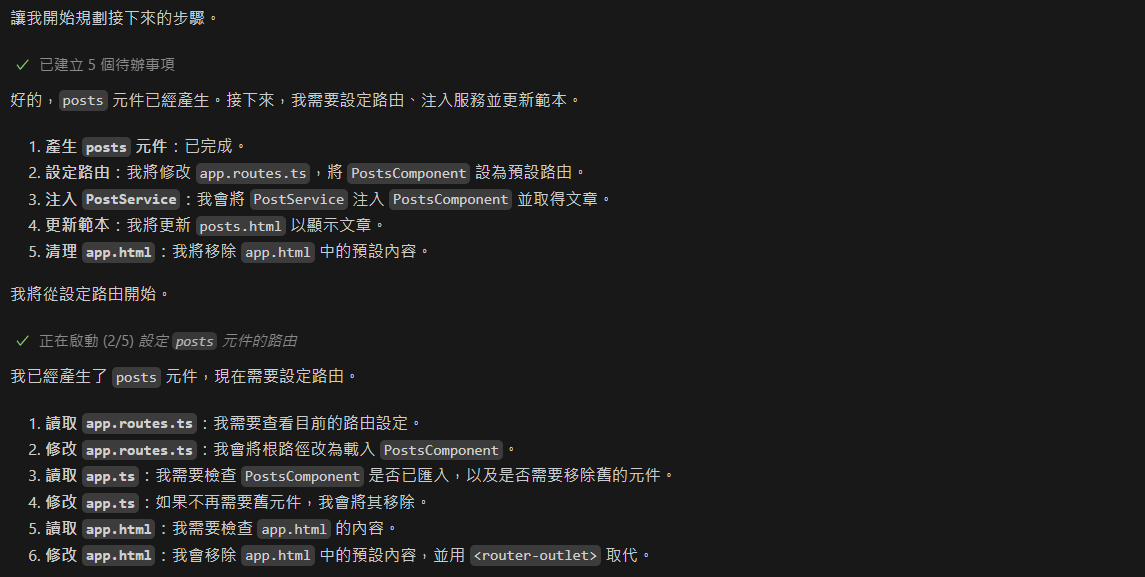 讓我開始規劃接下來的步驟。
已建立 5 個待辦事項
好的，posts 元件已經產生。接下來，我需要設定路由、注入服務並更新範本。
1. 產生 posts 元件：已完成。
2. 設定路由：我將修改 app.routes.ts，將 PostsComponent 設為預設路由。
3. 注入 PostService：我會將 PostService 注入 PostsComponent 並取得文章。
4. 更新範本：我將更新 posts.html 以顯示文章。
5. 清理 app.html：我將移除 app.html 中的預設內容。
我將從設定路由開始。
正在啟動 (2/5) 設定 posts 元件的路由
我已經產生了 posts 元件，現在需要設定路由。
1. 讀取 app.routes.ts：我需要查看目前的路由設定。
2. 修改 app.routes.ts：我會將根路徑改為載入 PostsComponent。
3. 讀取 app.ts：我需要檢查 PostsComponent 是否已匯入，以及是否需要移除舊的元件。
4. 修改 app.ts：如果不再需要舊元件，我會將其移除。
5. 讀取 app.html：我需要檢查 app.html 的內容。
6. 修改 app.html：我會移除 app.html 中的預設內容，並用 <router-outlet> 取代。